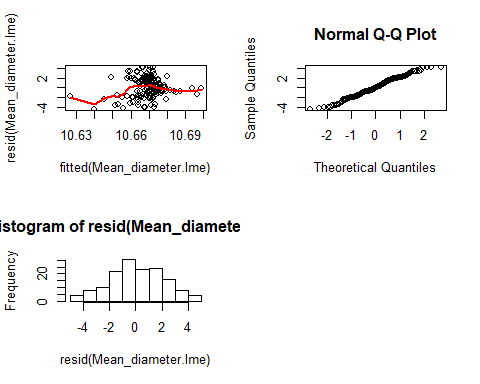 resid(Mean_diameter.lme)
2
-4
10.63
10.66
10.69
fitted(Mean_diameter.lme)
Normal Q-Q Plot
Sample Quantiles
2
-4
-2
-1
0
1
2
Theoretical Quantiles
istogram of resid(Mean_diamete
Frequency
20
0
-4
-2
0
2
4
resid(Mean_diameter.lme)